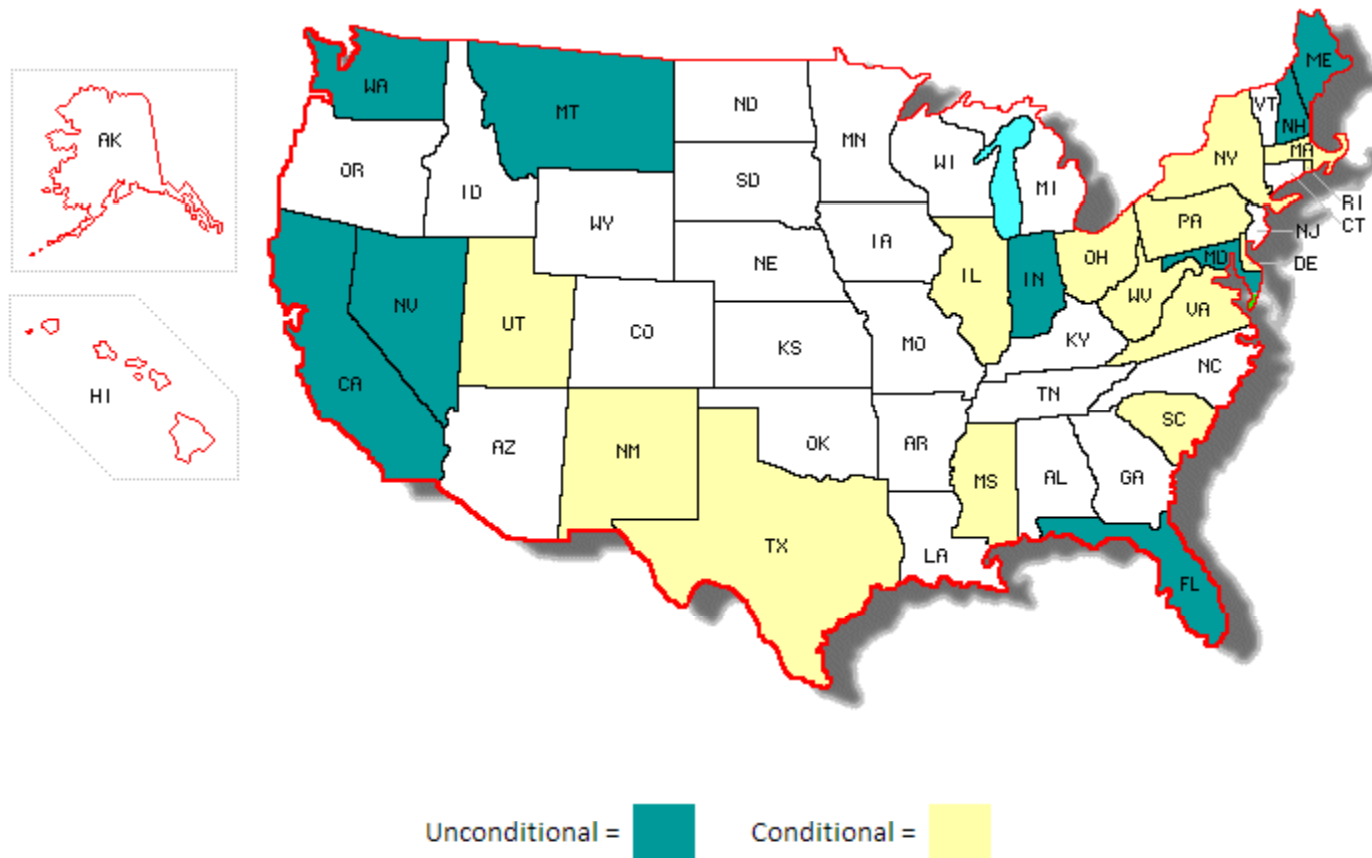 ME
WA
VT
MT
ND
AK
MN
NH
MA
OR
WI
NY
ID
SD
MI
RI
WY
CT
PA
NJ
IA
NE
OH
MD
DE
IL
IN
NV
WV
UT
VA
CO
KY
KS
MO
CA
NC
HI
TN
SC
OK
AR
AZ
NM
MS
AL
GA
TX
LA
FL
Unconditional =
Conditional =